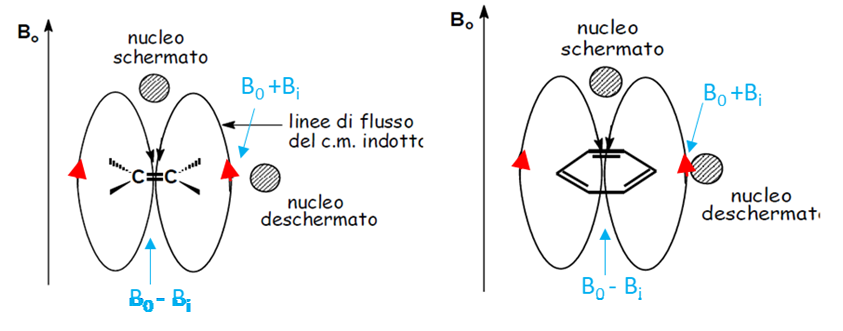 Bₒ
nucleo
schermato
B₀ +Bᵢ
linee di flusso
del c.m. indotto
C=C
nucleo
deschermato
B₀ - Bᵢ
Bₒ
nucleo
schermato
B₀ +Bᵢ
nucleo
deschermato
B₀ - Bᵢ